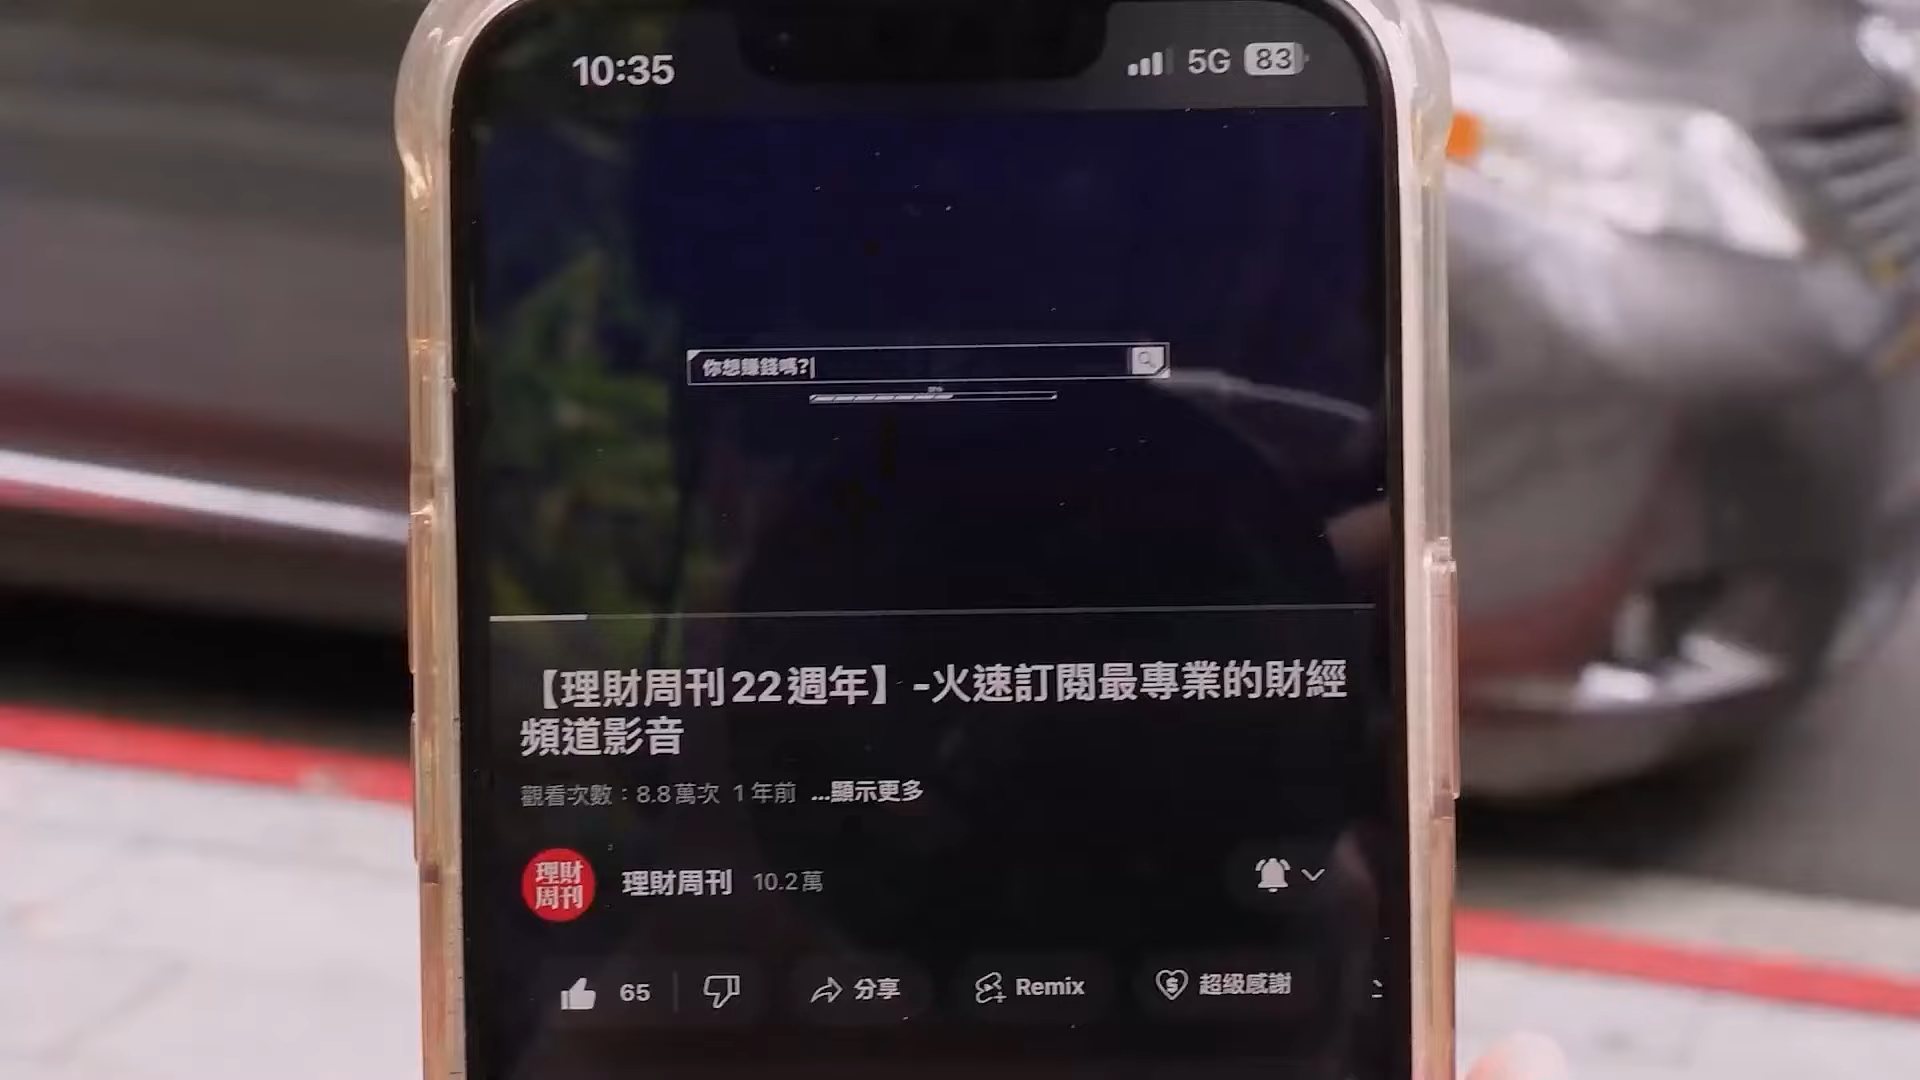 10:35
5G 83
你想賺錢嗎?
【理財周刊22週年】-火速訂閱最專業的財經
頻道影音
觀看次數：8.8萬次 1年前 ...顯示更多
理財
周刊
理財周刊 10.2萬
65 分享 Remix 超級感謝